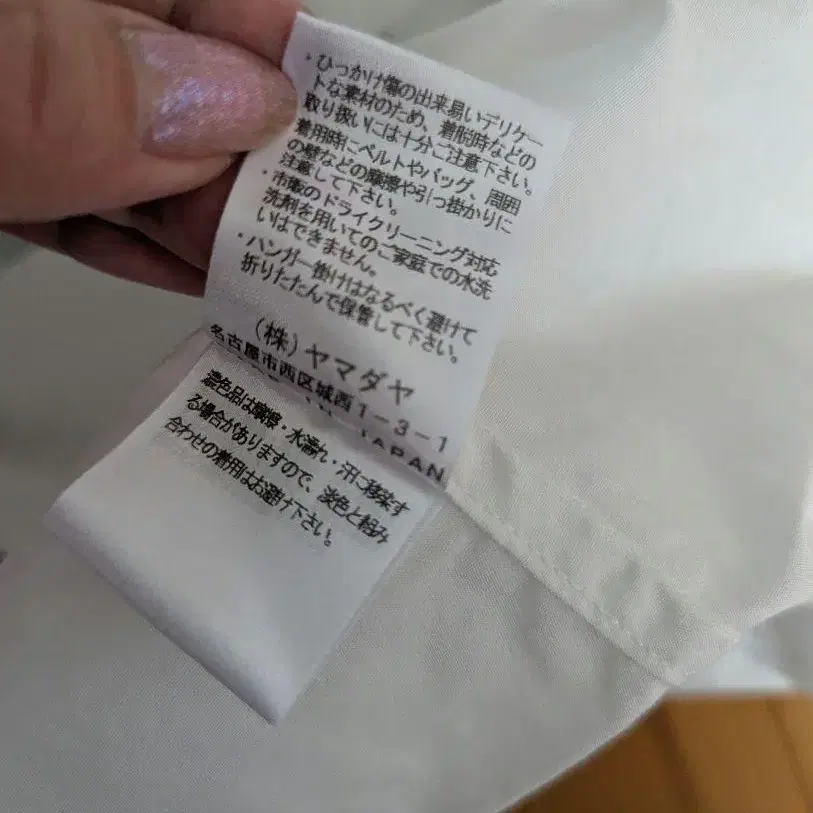 ・ひっかけ傷の出来易いデリケー
トな素材のため、着脱時などの
取り扱いには十分ご注意下さい。
着用時にベルトやバッグ、周囲
の壁などの摩擦や引っ掛かりに
注意して下さい。
・市販のドライクリーニング対応
洗剤を用いてのご家庭での水洗
いはできません。
・ハンガー掛けはなるべく避けて
折りたたんで保管して下さい。
(株)ヤマダヤ
名古屋市西区城西1-3-1
JAPAN
濃色品は摩擦・水濡れ・汗に移染す
る場合がありますので、淡色と組み
合わせの着用はお避け下さい。